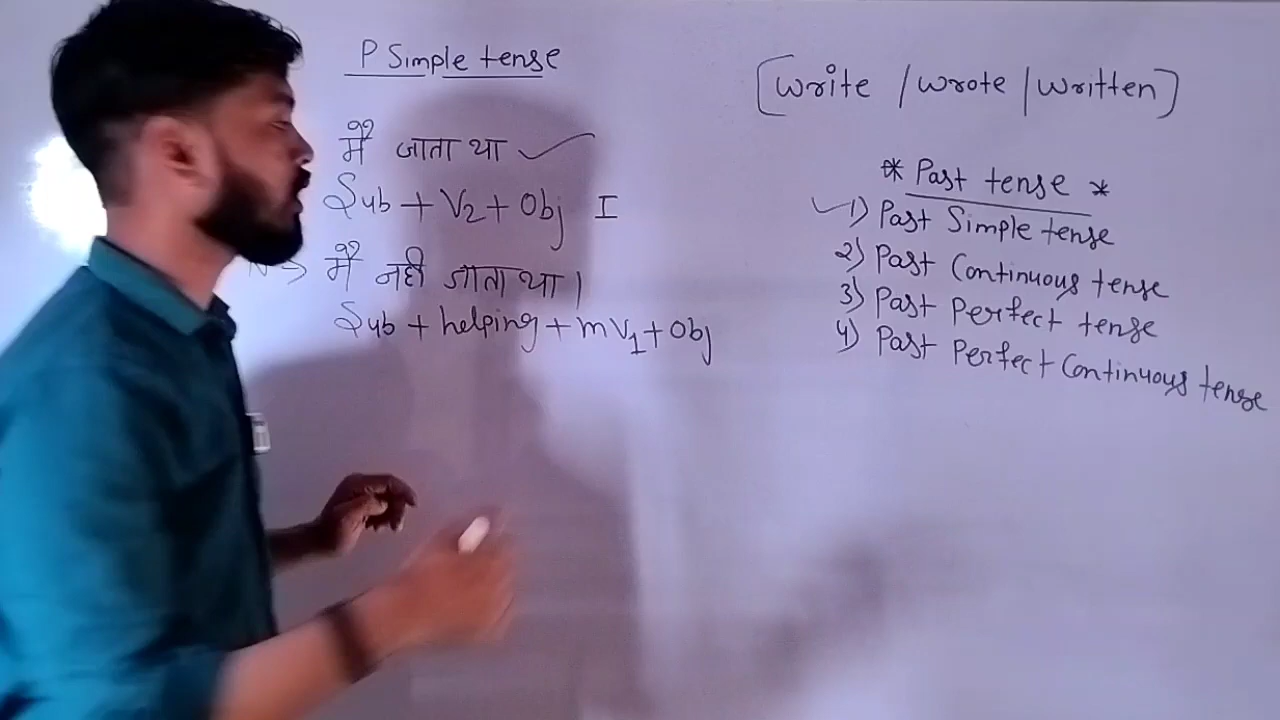 P Simple tense
मैं जाता था ✓
Sub + V2 + Obj I
N -> मैं नही जाता था।
Sub + helping + mV1 + Obj
[write / wrote / written]
* Past tense *
✓ 1) Past Simple tense
2) Past Continuous tense
3) Past Perfect tense
4) Past Perfect Continuous tense